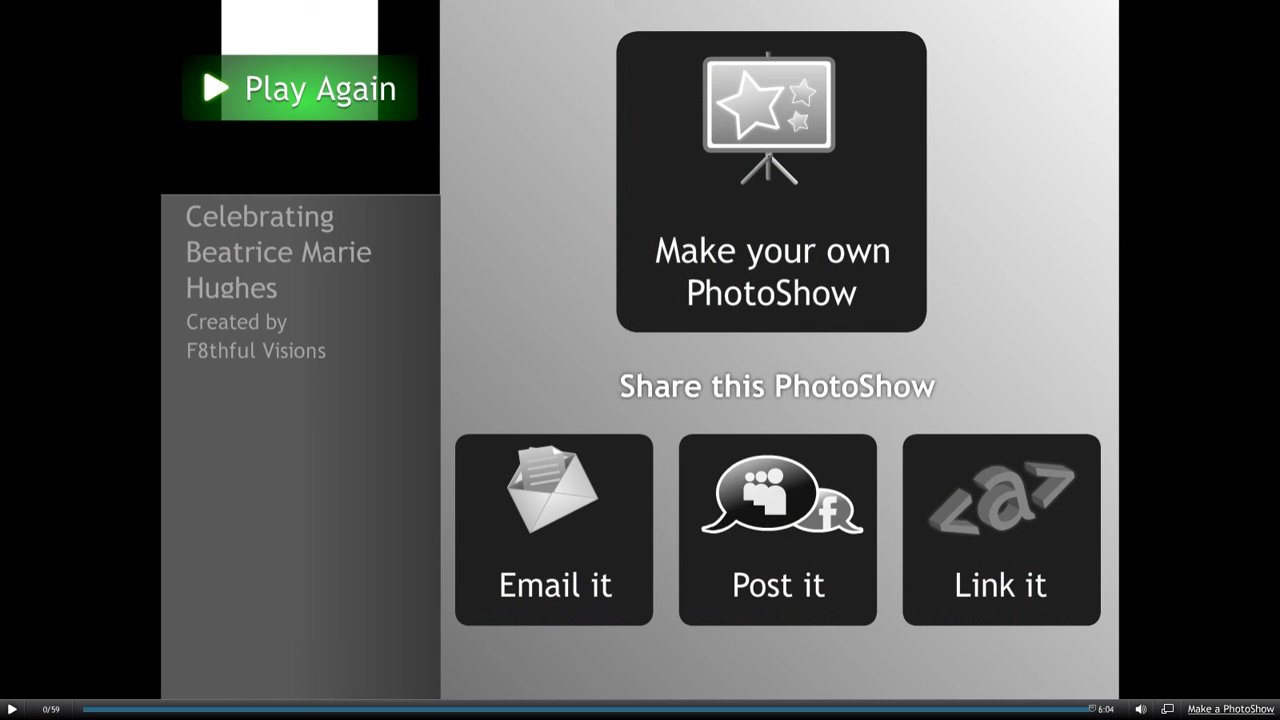 Play Again
Celebrating
Beatrice Marie
Hughes
Created by
F8thful Visions
Make your own
PhotoShow
Share this PhotoShow
f
<a>
Email it
Post it
Link it
0/59
6:04
Make a PhotoShow